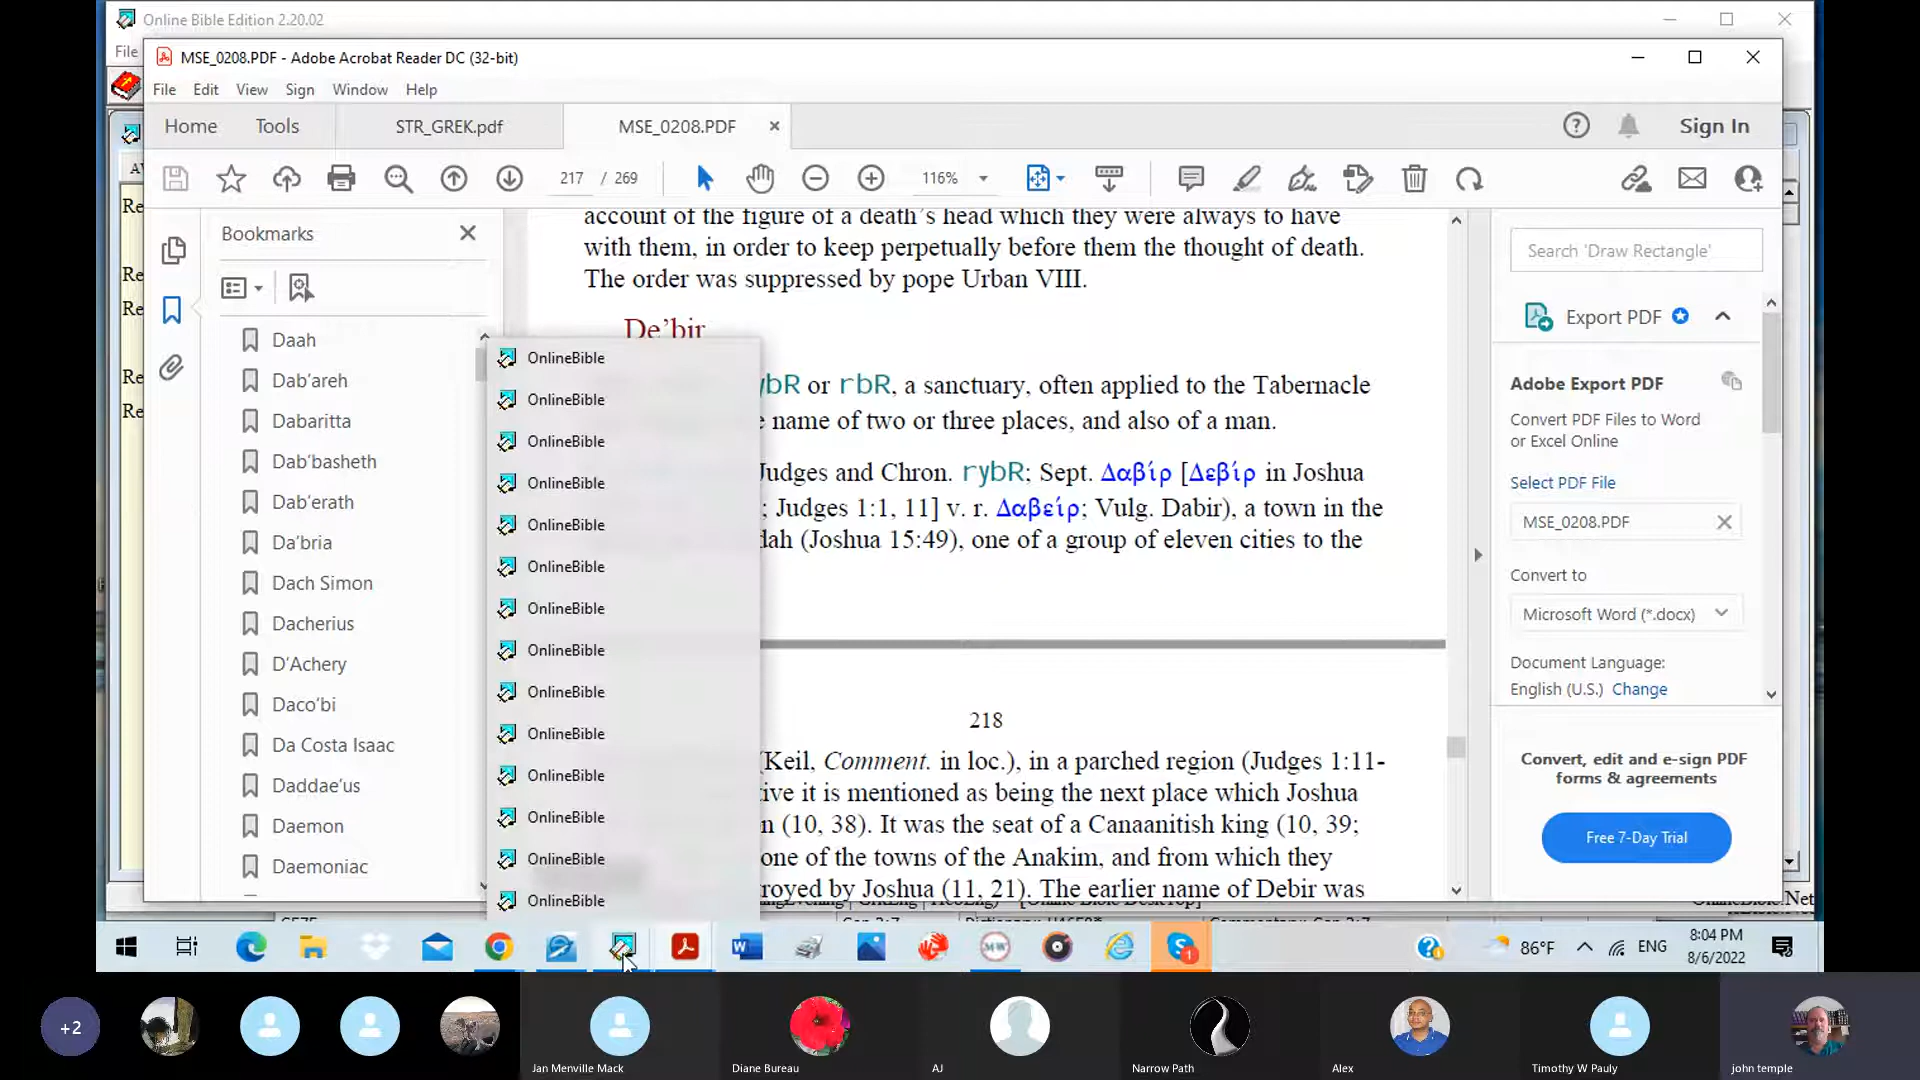 Online Bible Edition 2.20.02
File
MSE_0208.PDF - Adobe Acrobat Reader DC (32-bit)
File Edit View Sign Window Help
Home Tools STR_GREK.pdf MSE_0208.PDF Sign In
217 / 269 116%
Bookmarks
Daah
Dab'areh
Dabaritta
Dab'basheth
Dab'erath
Da'bria
Dach Simon
Dacherius
D'Achery
Daco'bi
Da Costa Isaac
Daddae'us
Daemon
Daemoniac
OnlineBible
OnlineBible
OnlineBible
OnlineBible
OnlineBible
OnlineBible
OnlineBible
OnlineBible
OnlineBible
OnlineBible
OnlineBible
OnlineBible
OnlineBible
OnlineBible
account of the figure of a death's head which they were always to have
with them, in order to keep perpetually before them the thought of death.
The order was suppressed by pope Urban VIII.
De'bir
ybR or rbR, a sanctuary, often applied to the Tabernacle
name of two or three places, and also of a man.
Judges and Chron. rybR; Sept. Δαβίρ [Δεβίρ in Joshua
; Judges 1:1, 11] v. r. Δαβείρ; Vulg. Dabir), a town in the
dah (Joshua 15:49), one of a group of eleven cities to the
218
(Keil, Comment. in loc.), in a parched region (Judges 1:11-
tive it is mentioned as being the next place which Joshua
n (10, 38). It was the seat of a Canaanitish king (10, 39;
one of the towns of the Anakim, and from which they
royed by Joshua (11, 21). The earlier name of Debir was
Search 'Draw Rectangle'
Export PDF
Adobe Export PDF
Convert PDF Files to Word
or Excel Online
Select PDF File
MSE_0208.PDF
Convert to
Microsoft Word (*.docx)
Document Language:
English (U.S.) Change
Convert, edit and e-sign PDF
forms & agreements
Free 7-Day Trial
Re
Re
Re
Re
Re
86°F ENG
8:04 PM
8/6/2022
+2
Jan Menville Mack
Diane Bureau
AJ
Narrow Path
Alex
Timothy W Pauly
john temple